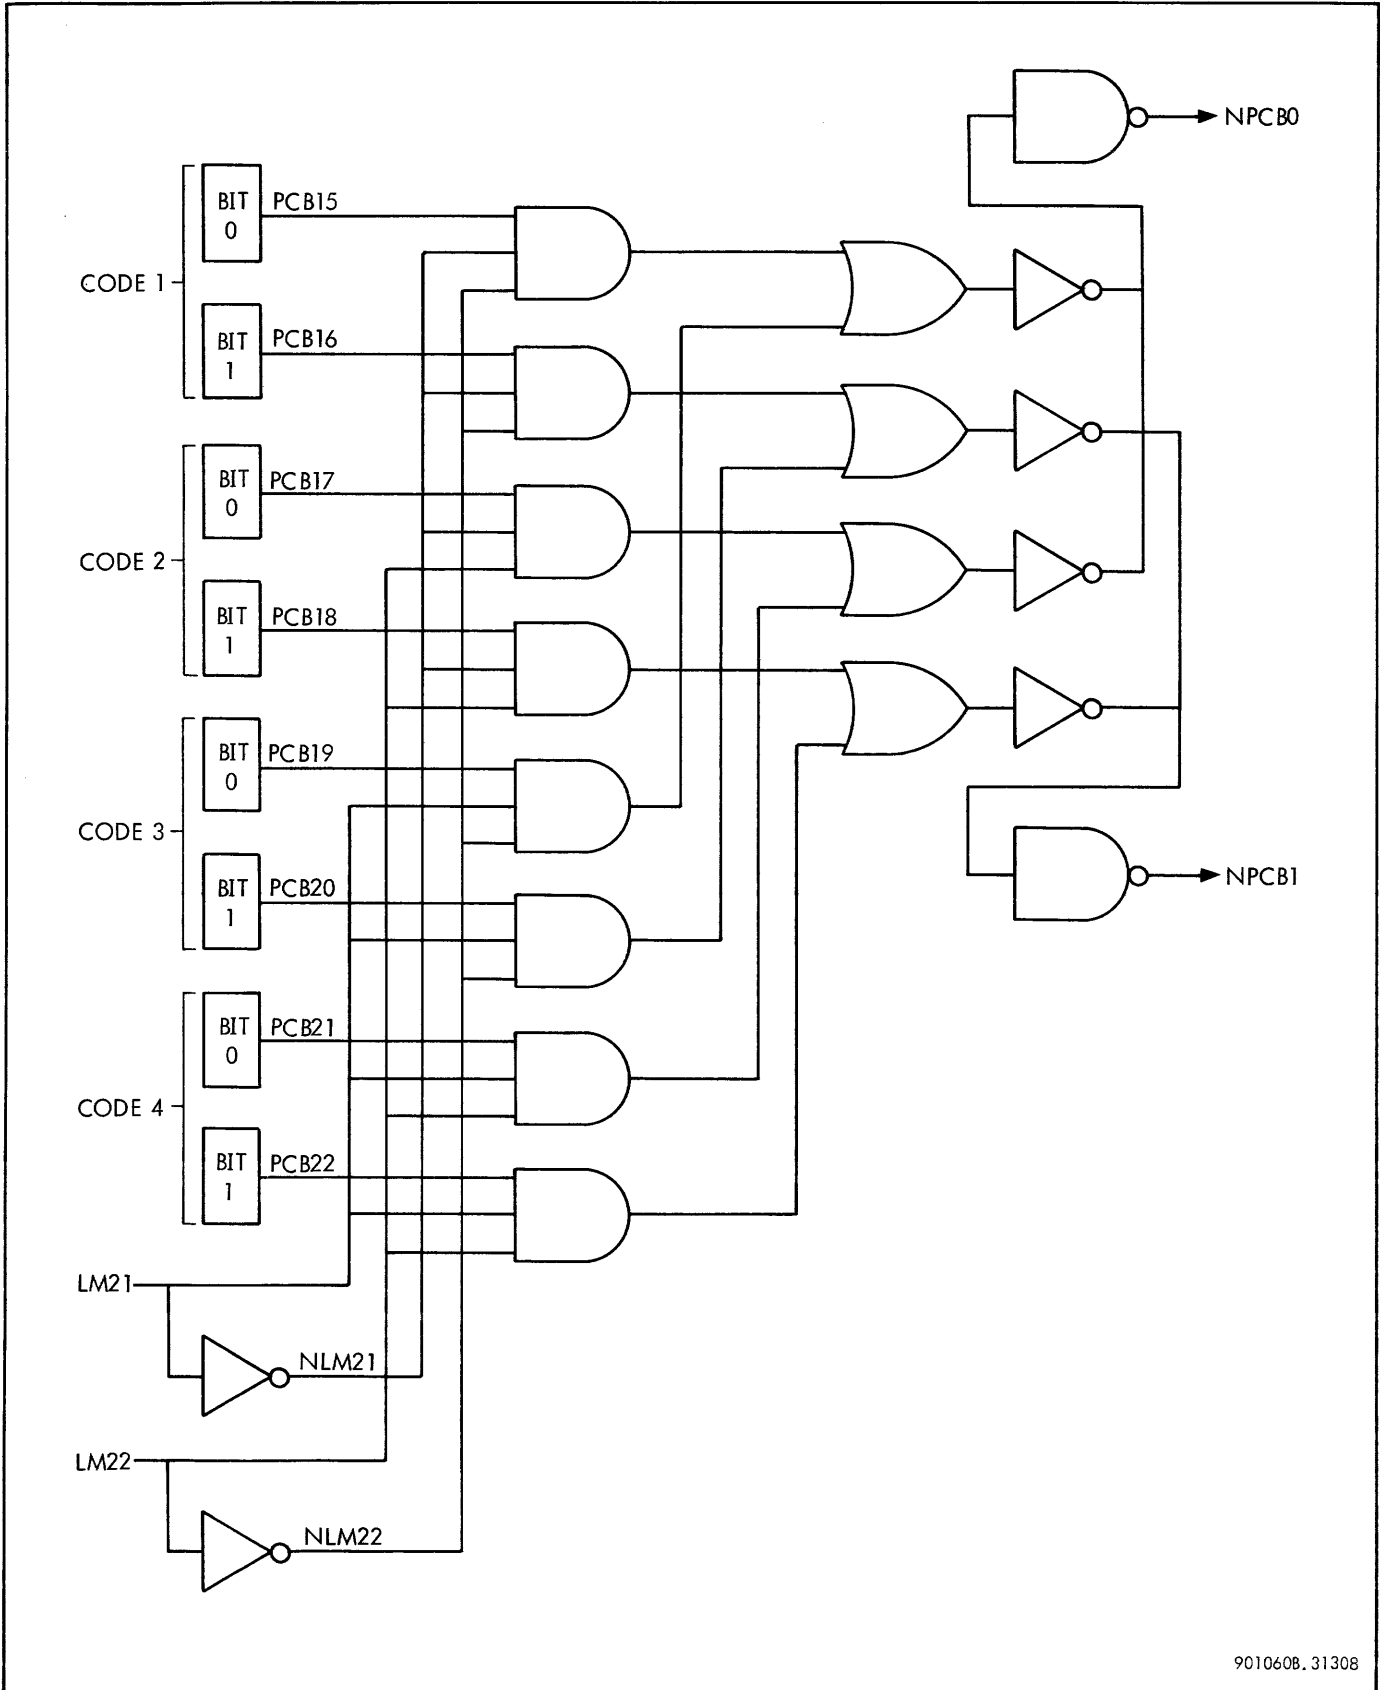 NPCB0
BIT
0
PCB15
CODE 1
BIT
1
PCB16
BIT
0
PCB17
CODE 2
BIT
1
PCB18
BIT
0
PCB19
CODE 3
BIT
1
PCB20
NPCB1
BIT
0
PCB21
CODE 4
BIT
1
PCB22
LM21
NLM21
LM22
NLM22
901060B.31308